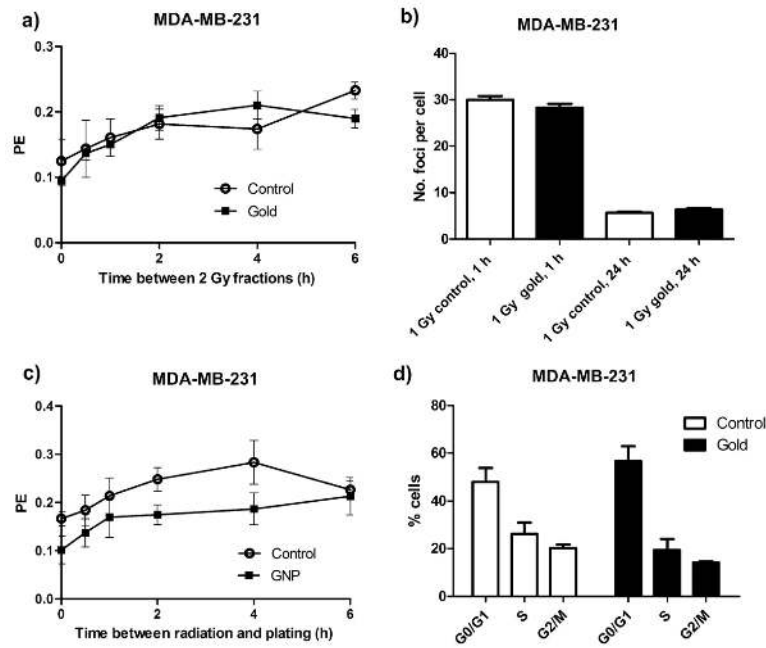 a)
MDA-MB-231
PE
0.3
0.2
0.1
0.0
0 2 4 6
Time between 2 Gy fractions (h)
Control
Gold
b)
MDA-MB-231
No. foci per cell
40
30
20
10
0
1 Gy control, 1 h
1 Gy gold, 1 h
1 Gy control, 24 h
1 Gy gold, 24 h
c)
MDA-MB-231
PE
0.4
0.3
0.2
0.1
0.0
0 2 4 6
Time between radiation and plating (h)
Control
GNP
d)
MDA-MB-231
% cells
80
60
40
20
0
G0/G1 S G2/M G0/G1 S G2/M
Control
Gold